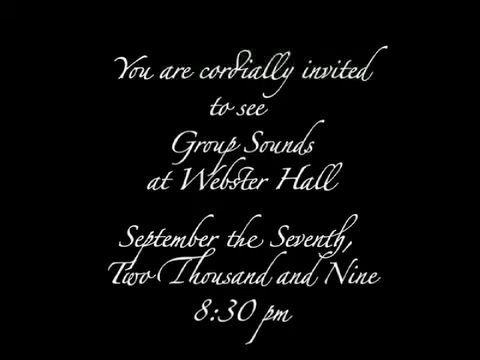 You are cordially invited
to see
Group Sounds
at Webster Hall
September the Seventh,
Two Thousand and Nine
8:30 pm